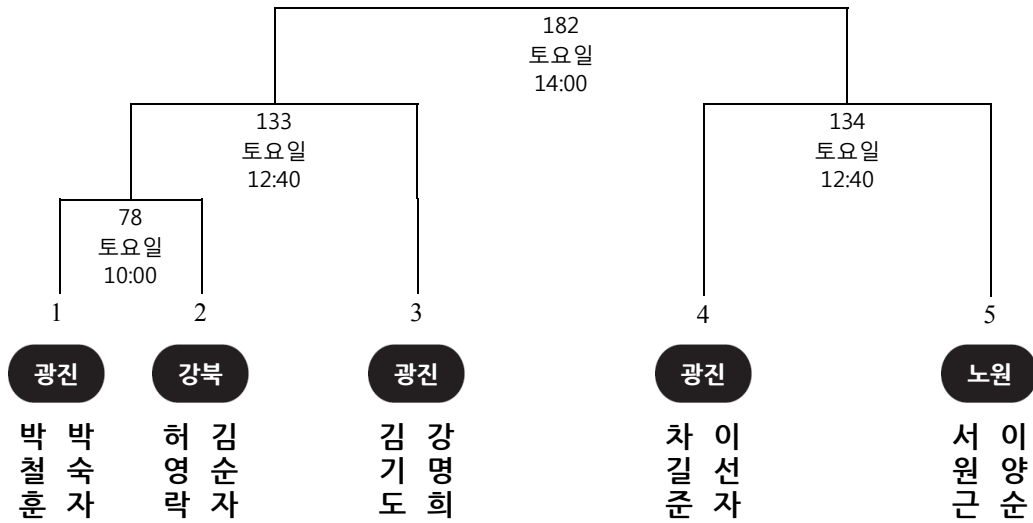 182
토요일
14:00
133
토요일
12:40
134
토요일
12:40
78
토요일
10:00
1
2
3
4
5
광진
강북
광진
광진
노원
박철훈
박숙자
허영락
김순자
김기도
강명희
차길준
이선자
서원근
이양순